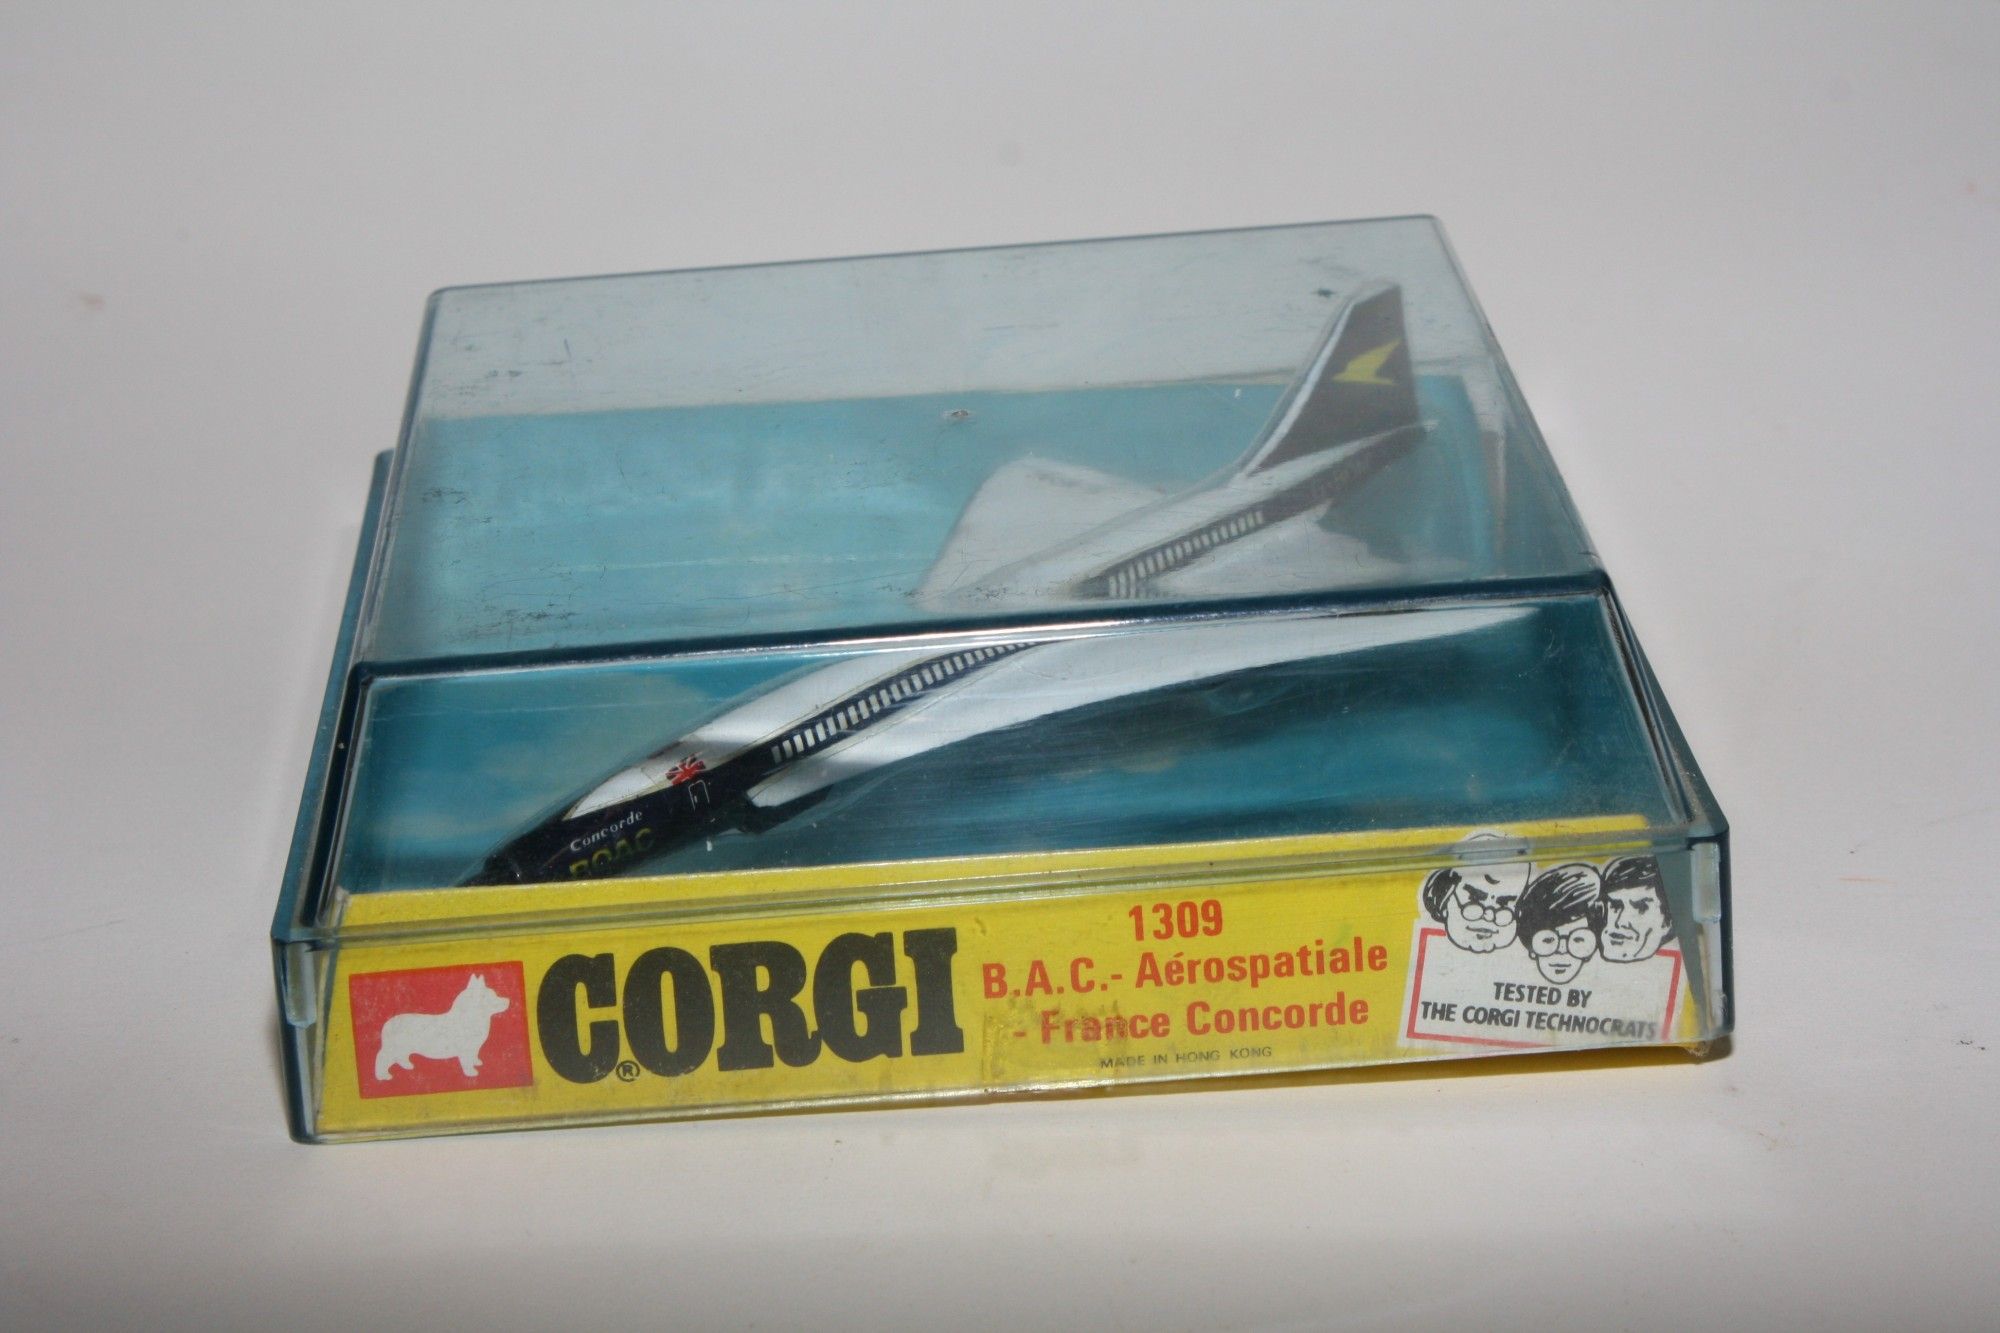 Concorde
BOAC
CORGI
®
1309
B.A.C.- Aérospatiale
- France Concorde
MADE IN HONG KONG
TESTED BY
THE CORGI TECHNOCRATS